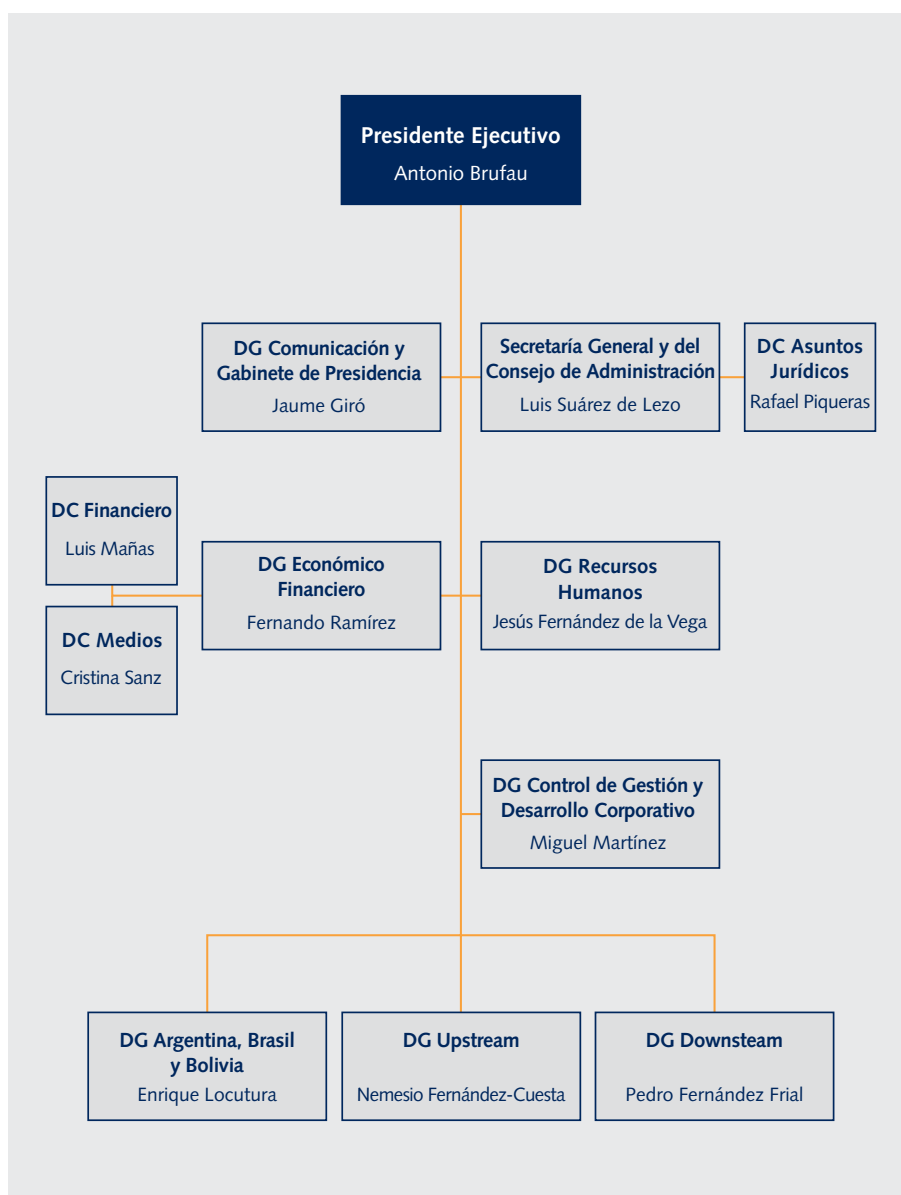 Presidente Ejecutivo
Antonio Brufau
DG Comunicación y
Gabinete de Presidencia
Jaume Giró
Secretaría General y del
Consejo de Administración
Luis Suárez de Lezo
DC Asuntos
Jurídicos
Rafael Piqueras
DC Financiero
Luis Mañas
DC Medios
Cristina Sanz
DG Económico
Financiero
Fernando Ramírez
DG Recursos
Humanos
Jesús Fernández de la Vega
DG Control de Gestión y
Desarrollo Corporativo
Miguel Martínez
DG Argentina, Brasil
y Bolivia
Enrique Locutura
DG Upstream
Nemesio Fernández-Cuesta
DG Downsteam
Pedro Fernández Frial